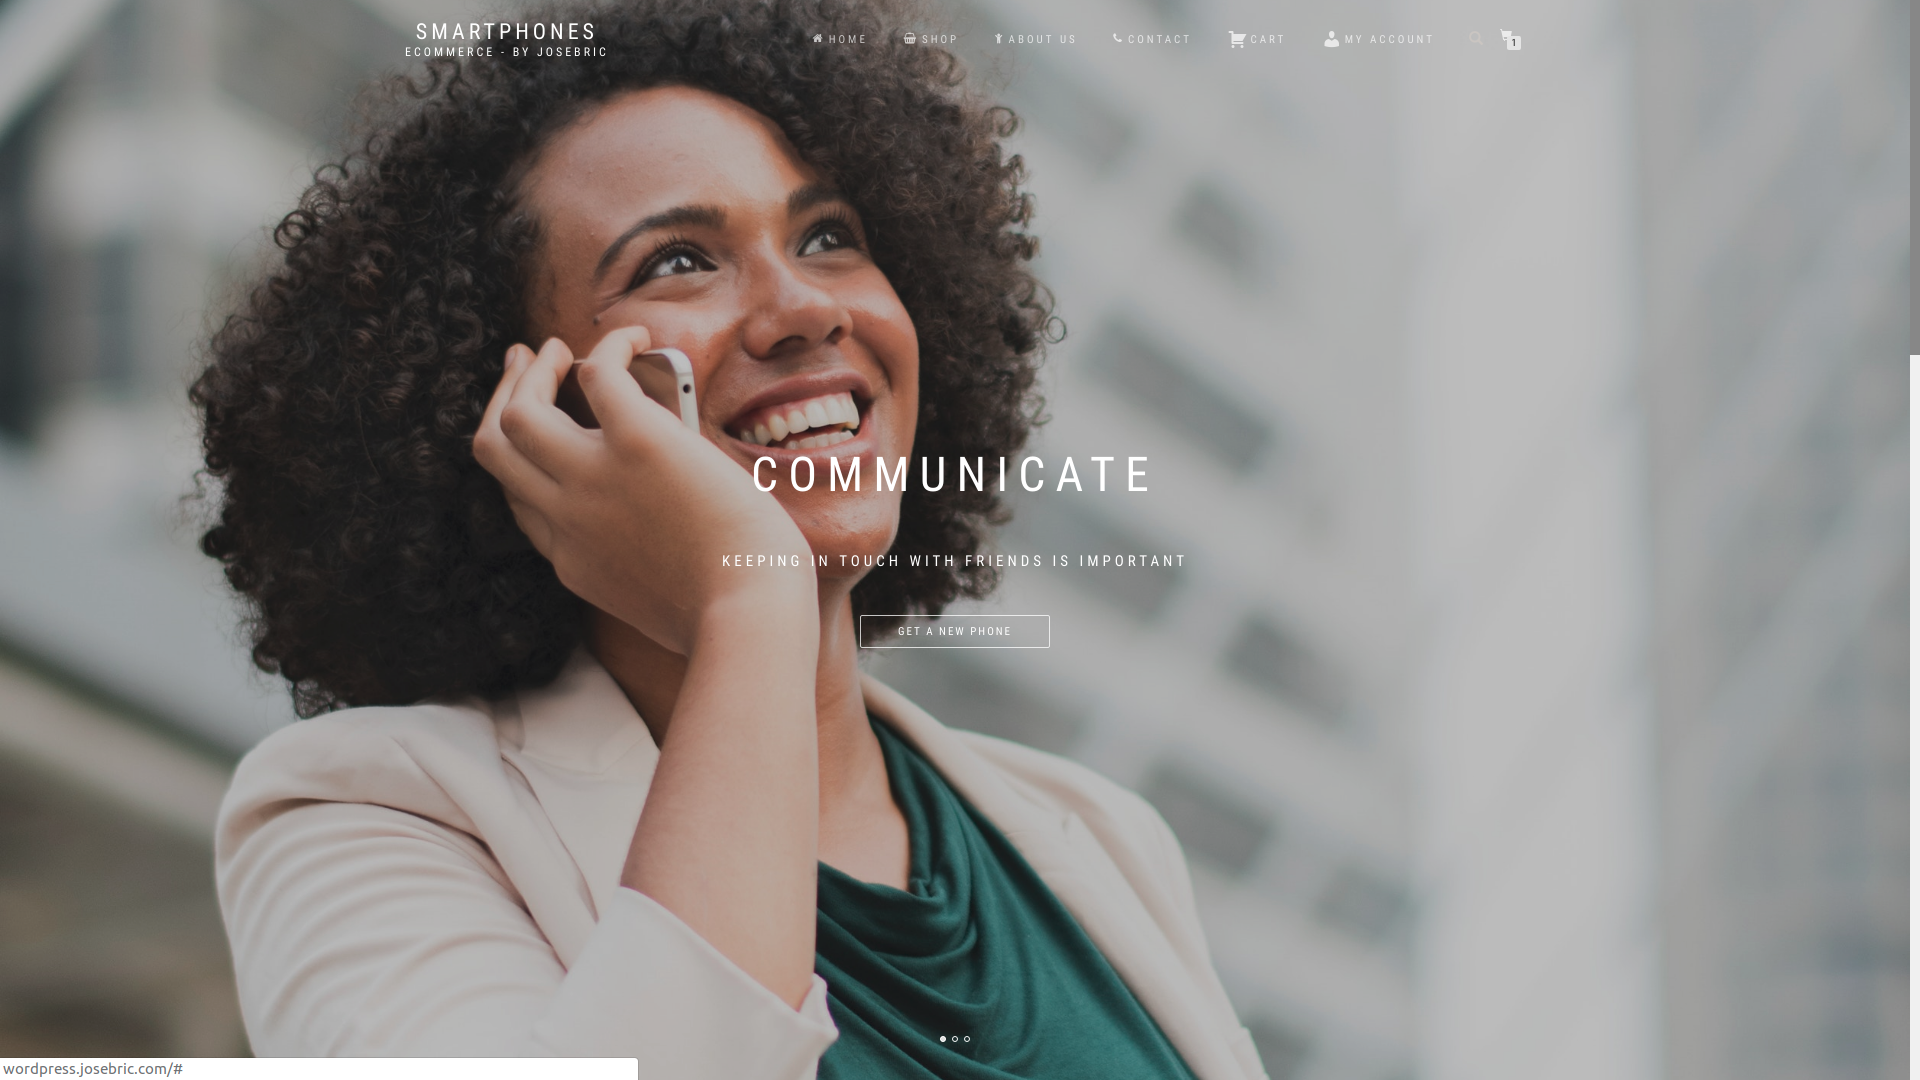 SMARTPHONES
ECOMMERCE - BY JOSEBRIC
HOME SHOP ABOUT US CONTACT CART MY ACCOUNT 1
COMMUNICATE
KEEPING IN TOUCH WITH FRIENDS IS IMPORTANT
GET A NEW PHONE
wordpress.josebric.com/#